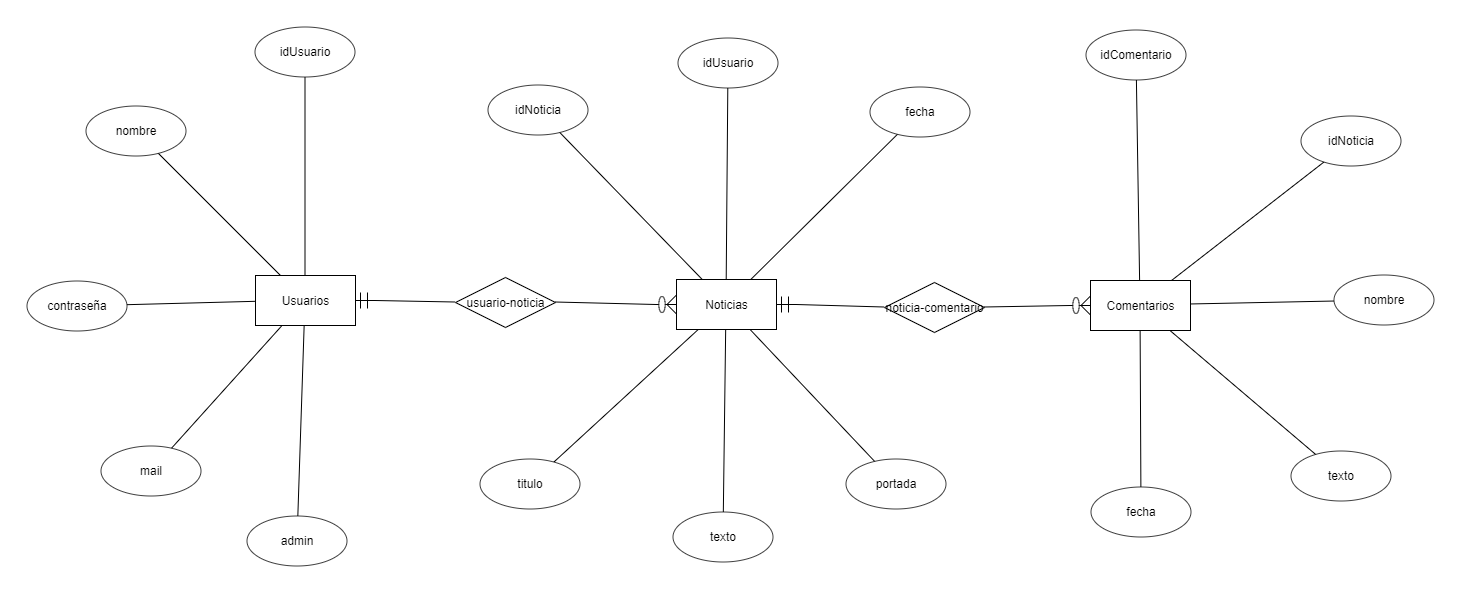 idUsuario
nombre
contraseña
Usuarios
mail
admin
usuario-noticia
idUsuario
idNoticia
fecha
Noticias
titulo
texto
portada
noticia-comentario
idComentario
idNoticia
Comentarios
nombre
texto
fecha